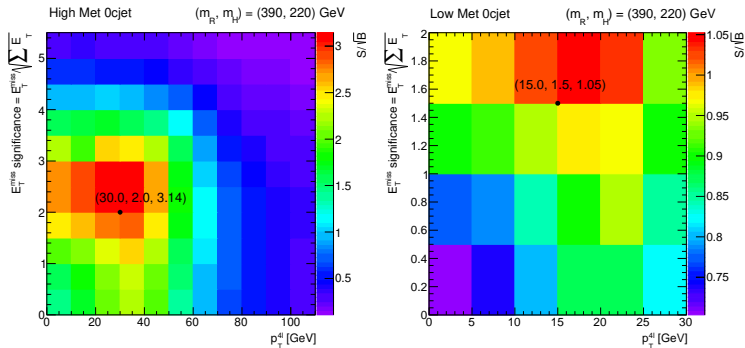 High Met 0cjet (m_R, m_H) = (390, 220) GeV
E_T^miss significance = E_T^miss/√∑ E_T
S/√B
5
4
3
2
1
0
(30.0, 2.0, 3.14)
3
2.5
2
1.5
1
0.5
0 20 40 60 80 100
p_T^4l [GeV]
Low Met 0cjet (m_R, m_H) = (390, 220) GeV
E_T^miss significance = E_T^miss/√∑ E_T
S/√B
2
1.8
1.6
1.4
1.2
1
0.8
0.6
0.4
0.2
0
(15.0, 1.5, 1.05)
1.05
1
0.95
0.9
0.85
0.8
0.75
0 5 10 15 20 25 30
p_T^4l [GeV]